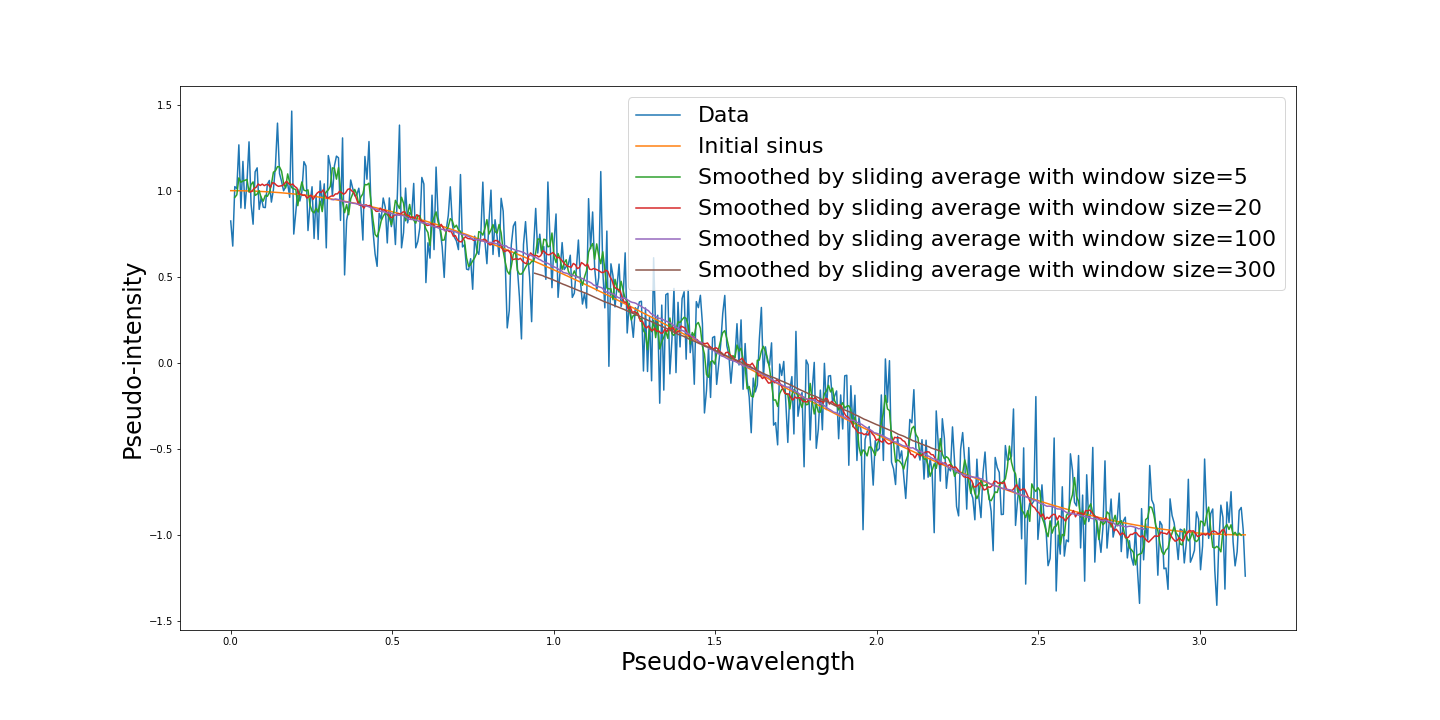 1.5
1.0
0.5
0.0
−0.5
−1.0
−1.5
Pseudo-intensity
Data
Initial sinus
Smoothed by sliding average with window size=5
Smoothed by sliding average with window size=20
Smoothed by sliding average with window size=100
Smoothed by sliding average with window size=300
0.0 0.5 1.0 1.5 2.0 2.5 3.0
Pseudo-wavelength